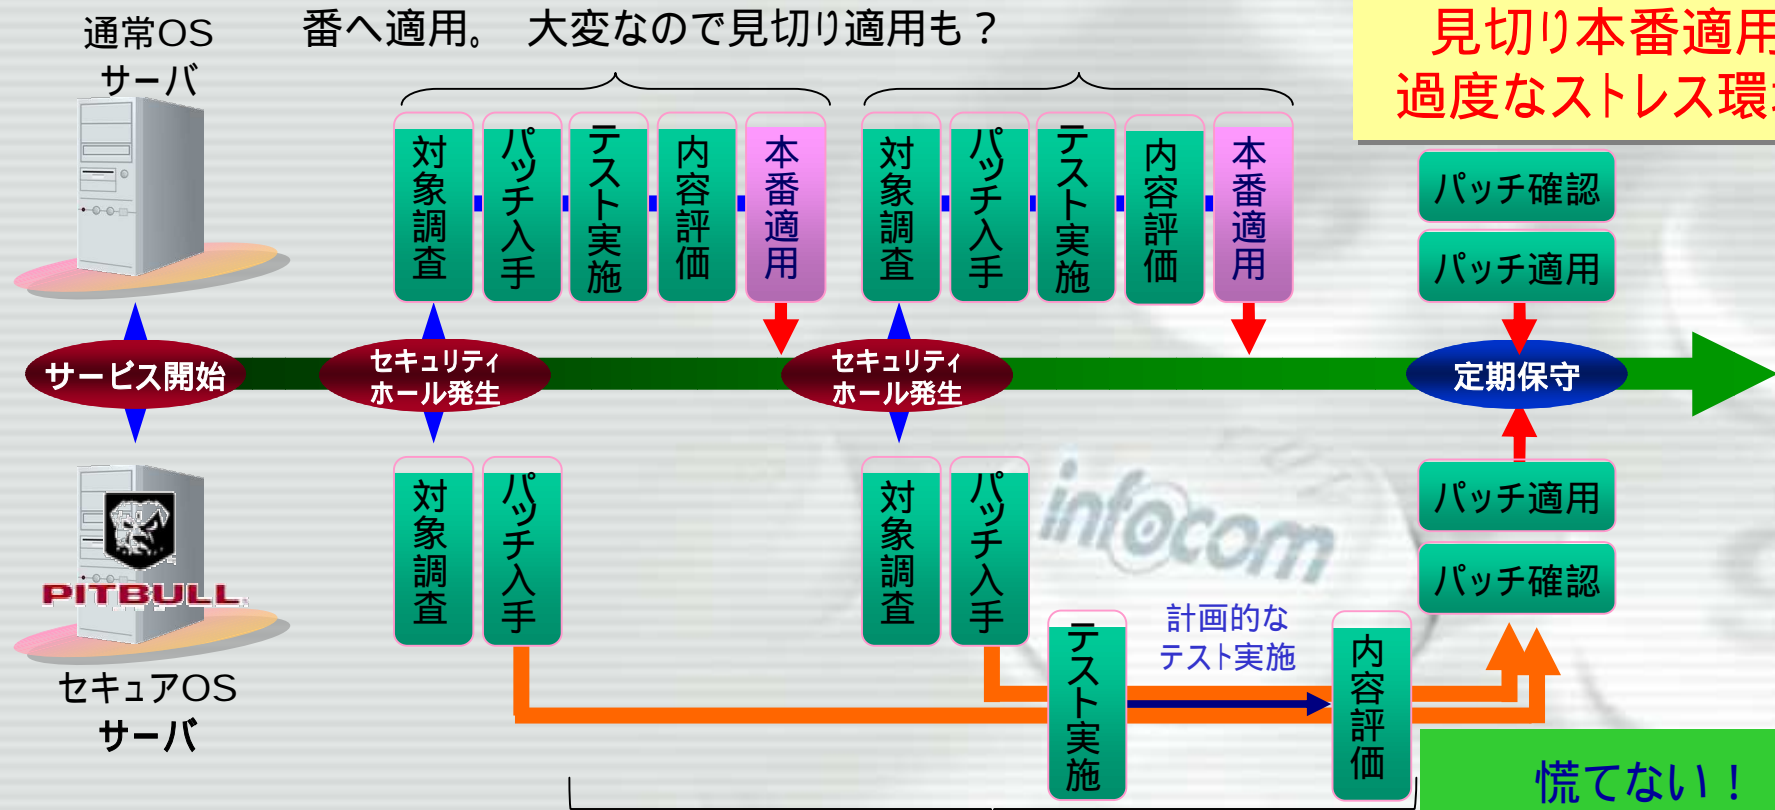 番へ適用。 大変なので見切り適用も？
見切り本番適用
過度なストレス環
通常OS
サーバ
対象調査
パッチ入手
テスト実施
内容評価
本番適用
対象調査
パッチ入手
テスト実施
内容評価
本番適用
パッチ確認
パッチ適用
サービス開始
セキュリティ
ホール発生
セキュリティ
ホール発生
定期保守
対象調査
パッチ入手
対象調査
パッチ入手
infocom
パッチ適用
パッチ確認
PITBULL
セキュアOS
サーバ
テスト実施
計画的な
テスト実施
内容評価
慌てない！